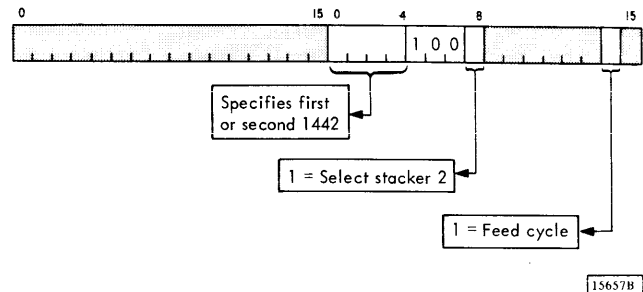 0 15 0 4 8 15
1 0 0
Specifies first
or second 1442
1 = Select stacker 2
1 = Feed cycle
15657B